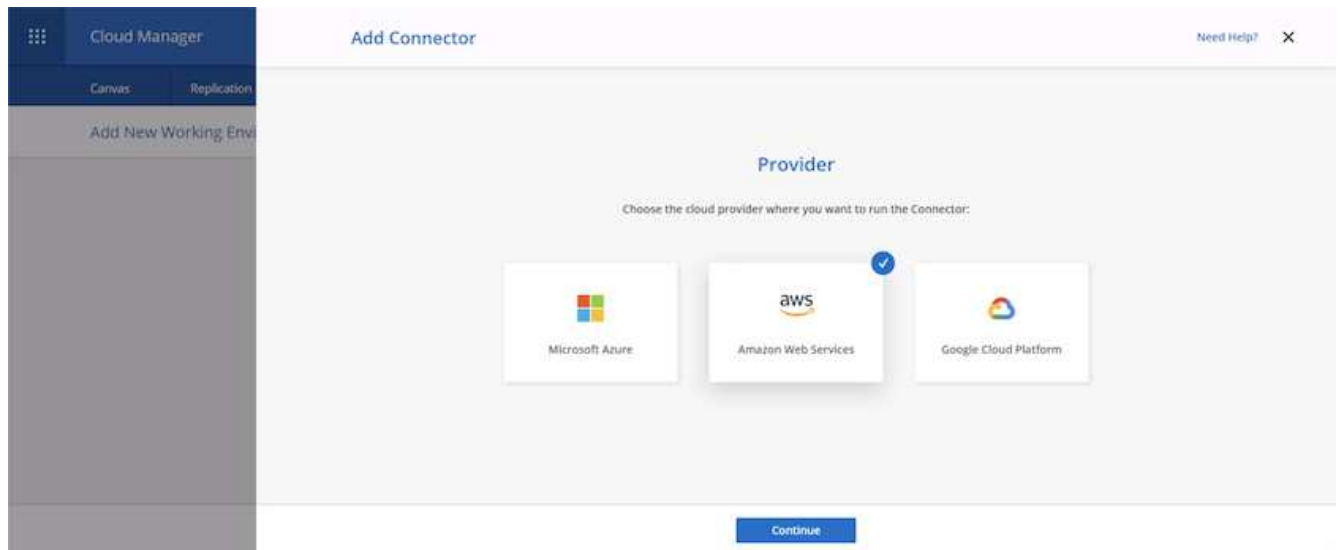 Cloud Manager
Add Connector
Need Help?
Canvas
Replication
Add New Working Envi
Provider
Choose the cloud provider where you want to run the Connector:
aws
Microsoft Azure
Amazon Web Services
Google Cloud Platform
Continue